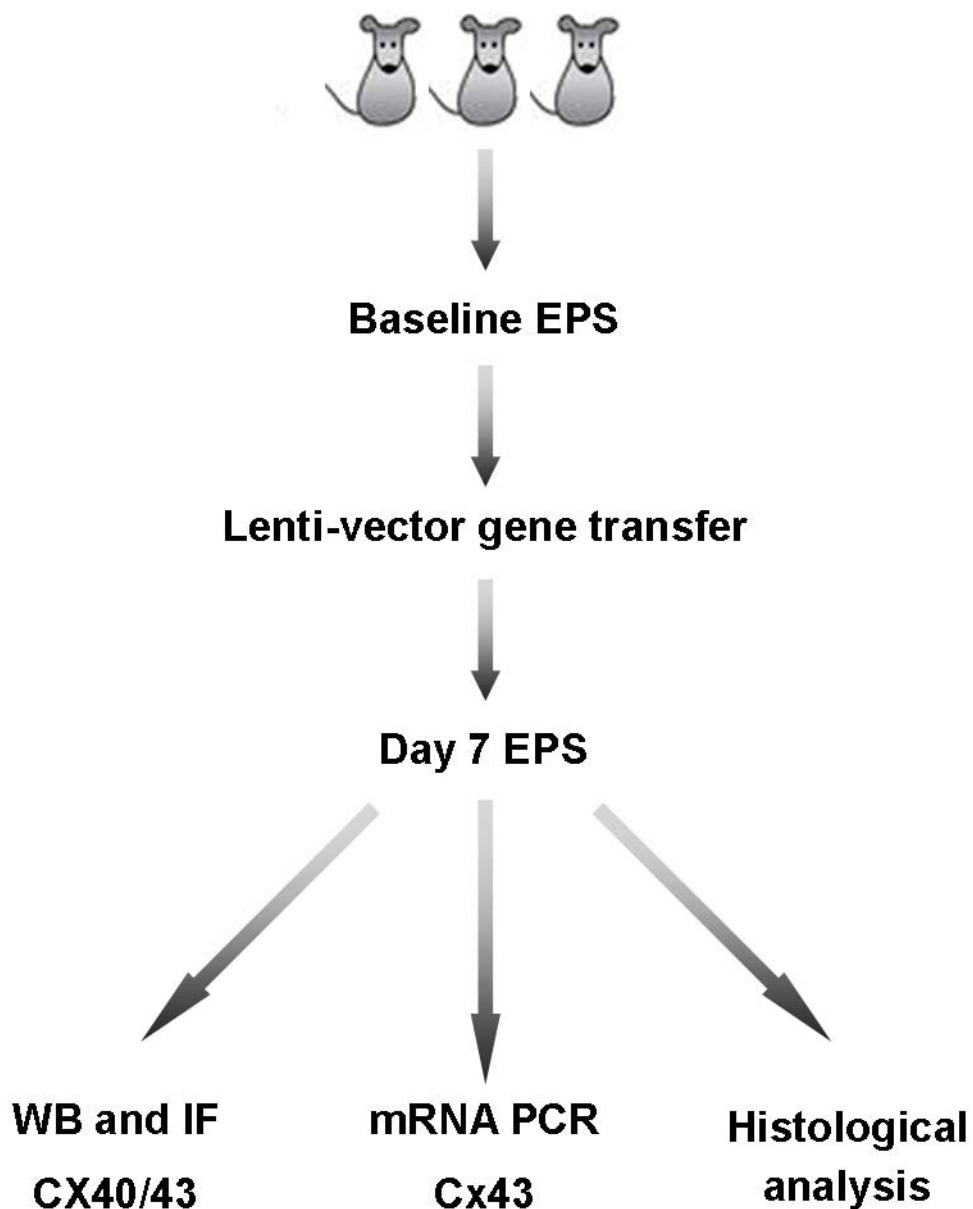 Baseline EPS
Lenti-vector gene transfer
Day 7 EPS
WB and IF
CX40/43
mRNA PCR
Cx43
Histological
analysis